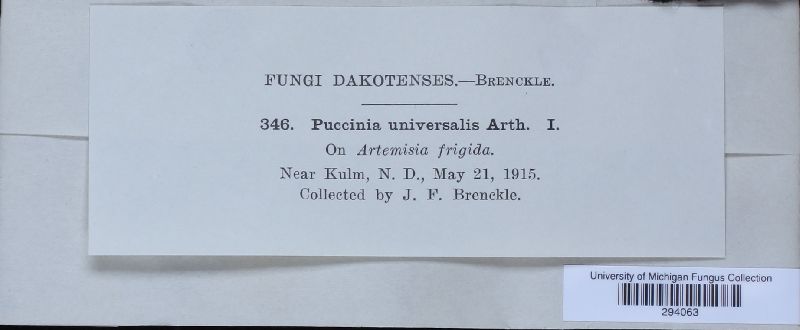 FUNGI DAKOTENSES.—BRENCKLE.
346. Puccinia universalis Arth. I.
On Artemisia frigida.
Near Kulm, N. D., May 21, 1915.
Collected by J. F. Brenckle.
University of Michigan Fungus Collection
294063